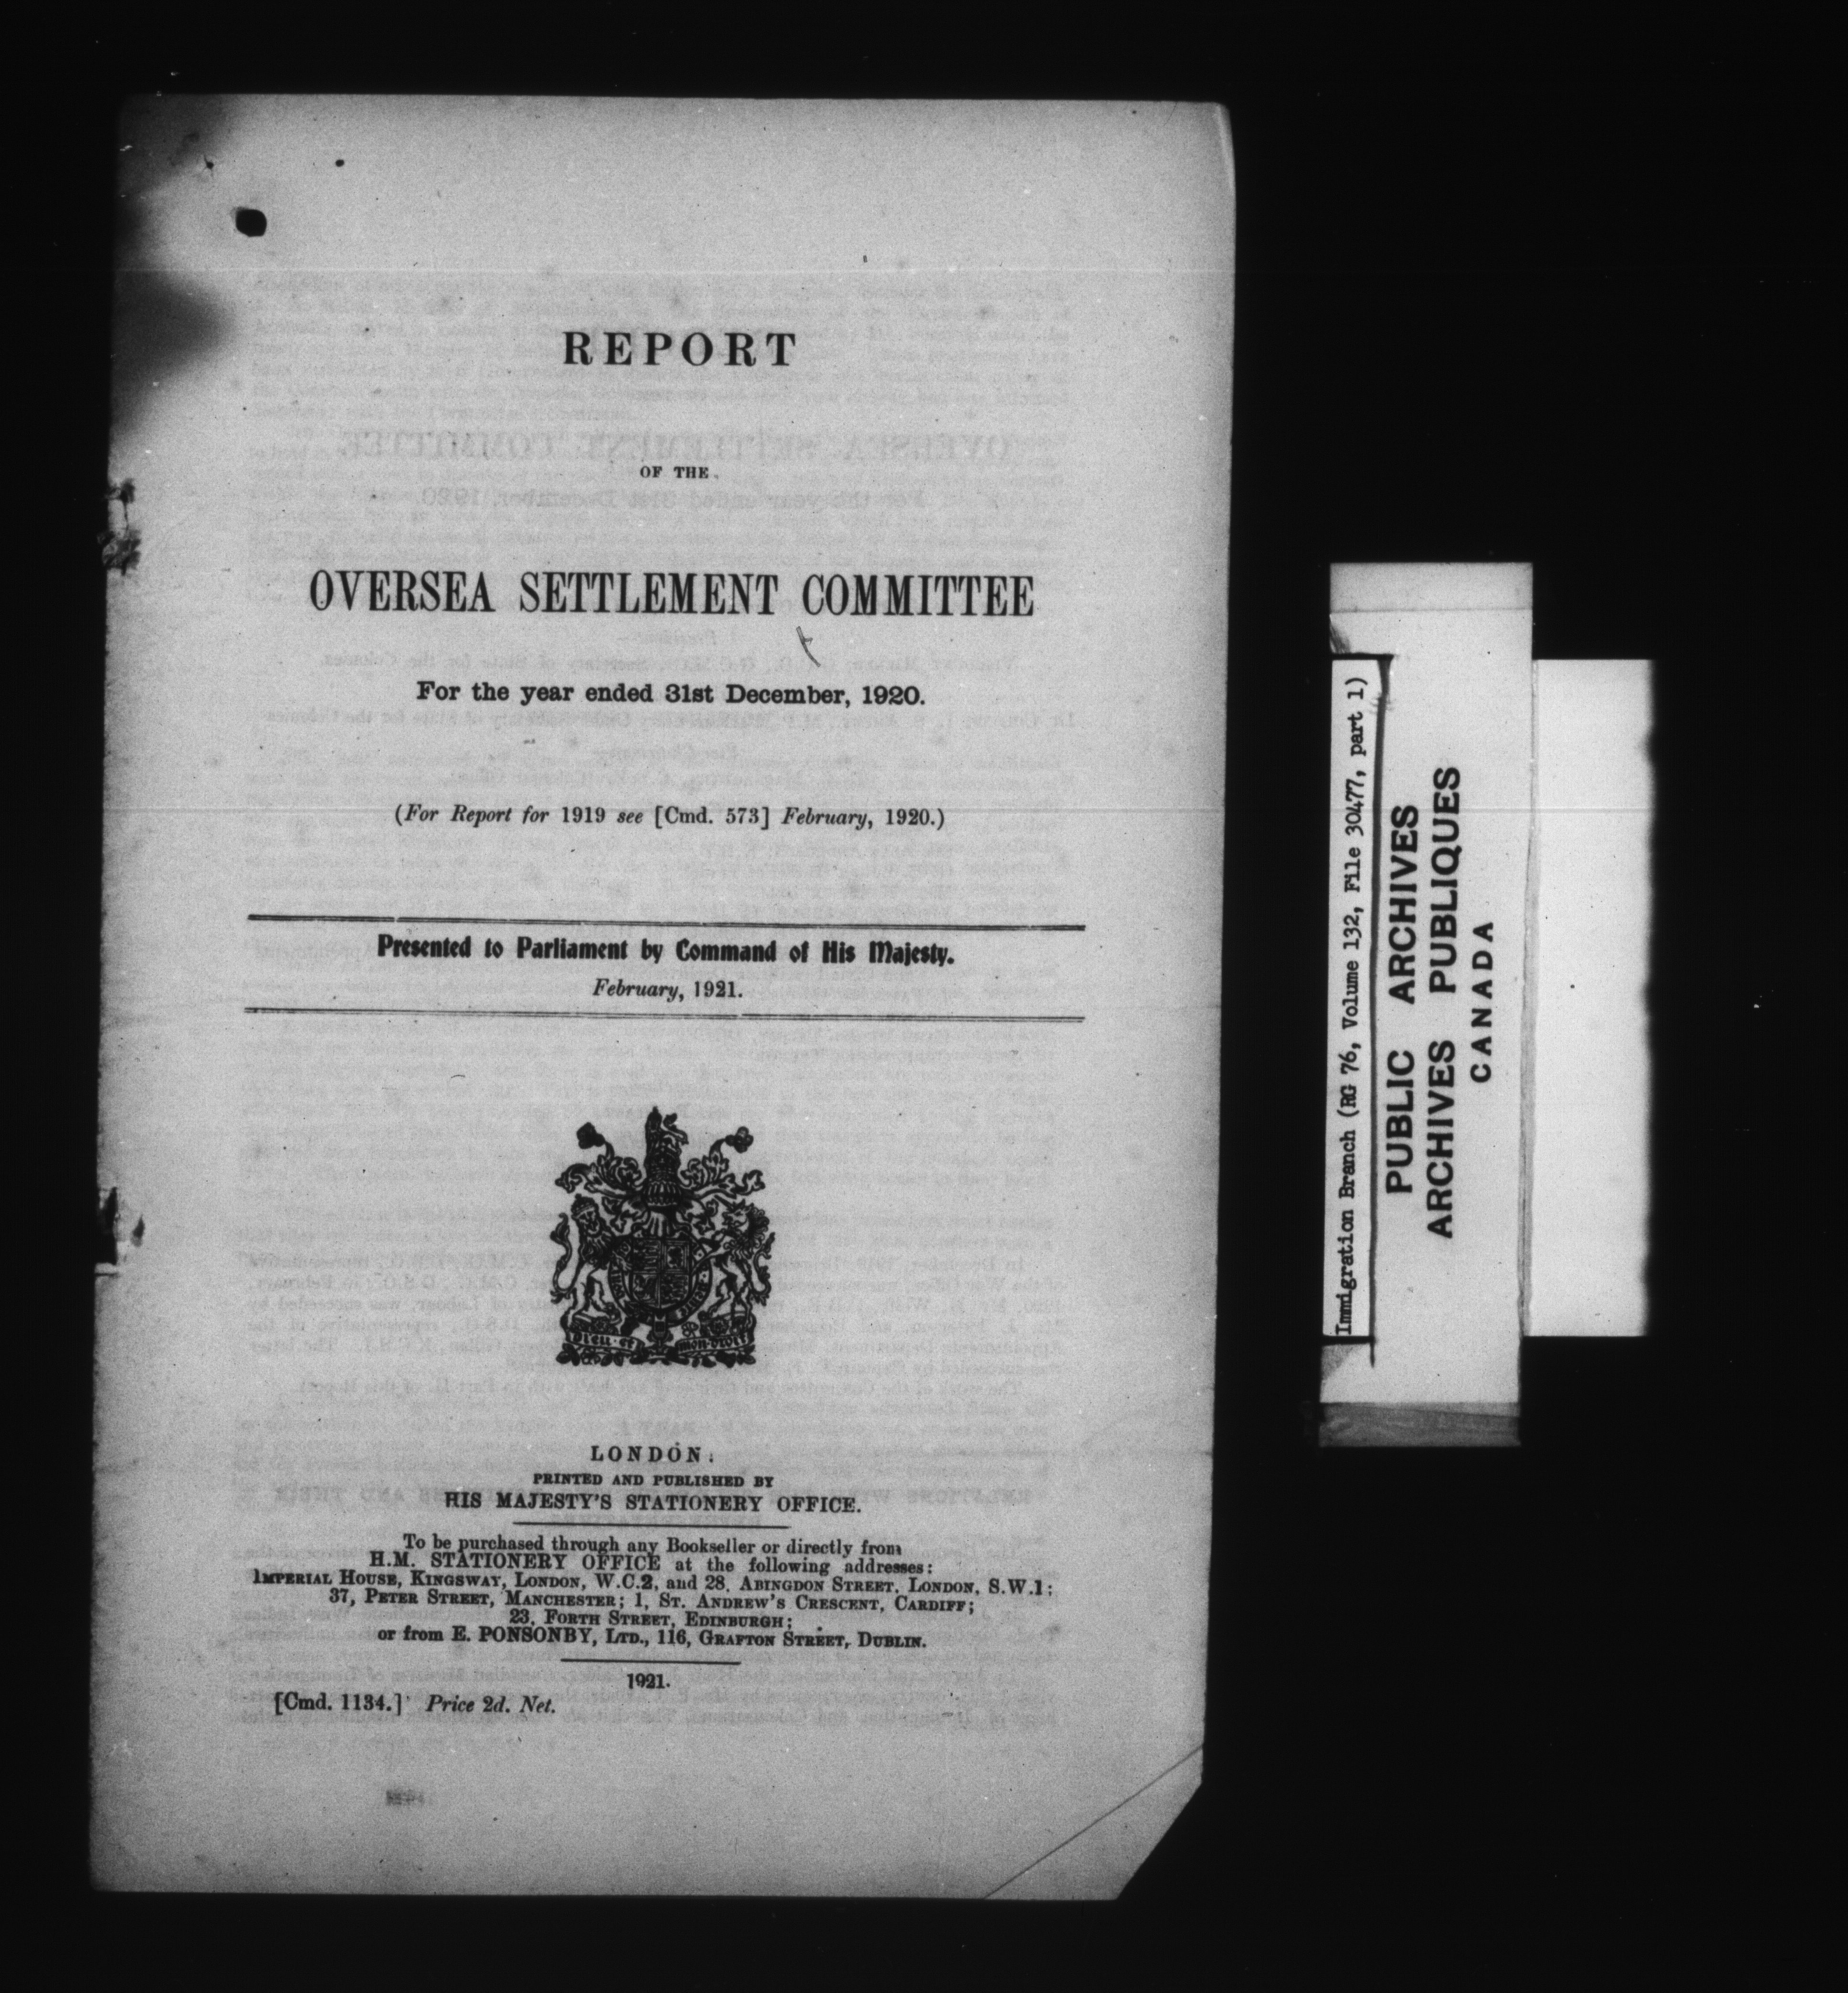 REPORT
OF THE
OVERSEA SETTLEMENT COMMITTEE
For the year ended 31st December, 1920.
(For Report for 1919 see [Cmd. 573] February, 1920.)
Presented to Parliament by Command of His Majesty.
February, 1921.
Dieu et mon droit
LONDON:
PRINTED AND PUBLISHED BY
HIS MAJESTY'S STATIONERY OFFICE.
To be purchased through any Bookseller or directly from
H.M. STATIONERY OFFICE at the following addresses:
IMPERIAL HOUSE, KINGSWAY, LONDON, W.C.2, and 28, ABINGDON STREET, LONDON, S.W.1;
37, PETER STREET, MANCHESTER; 1, ST. ANDREW'S CRESCENT, CARDIFF;
23, FORTH STREET, EDINBURGH;
or from E. PONSONBY, LTD., 116, GRAFTON STREET, DUBLIN.
1921.
[Cmd. 1134.] Price 2d. Net.
Immigration Branch (RG 76, Volume 132, File 30477, part 1)
PUBLIC ARCHIVES
ARCHIVES PUBLIQUES
CANADA